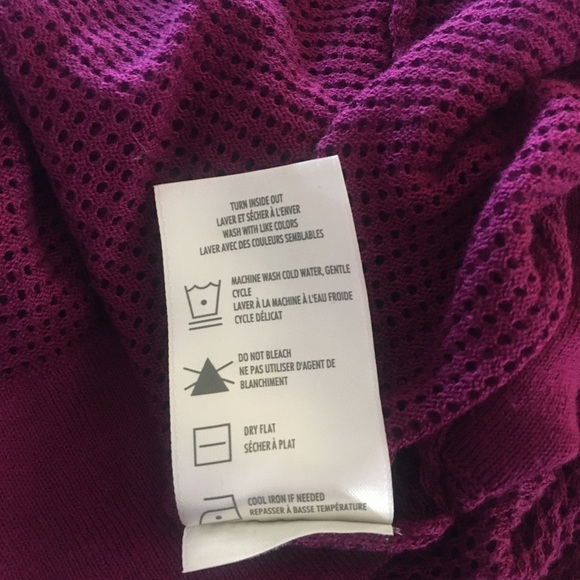 TURN INSIDE OUT
LAVER ET SÉCHER À L'ENVER
WASH WITH LIKE COLORS
LAVER AVEC DES COULEURS SEMBLABLES
MACHINE WASH COLD WATER, GENTLE
CYCLE
LAVER À LA MACHINE À L'EAU FROIDE
CYCLE DÉLICAT
DO NOT BLEACH
NE PAS UTILISER D'AGENT DE
BLANCHIMENT
DRY FLAT
SÉCHER À PLAT
COOL IRON IF NEEDED
REPASSER À BASSE TEMPÉRATURE